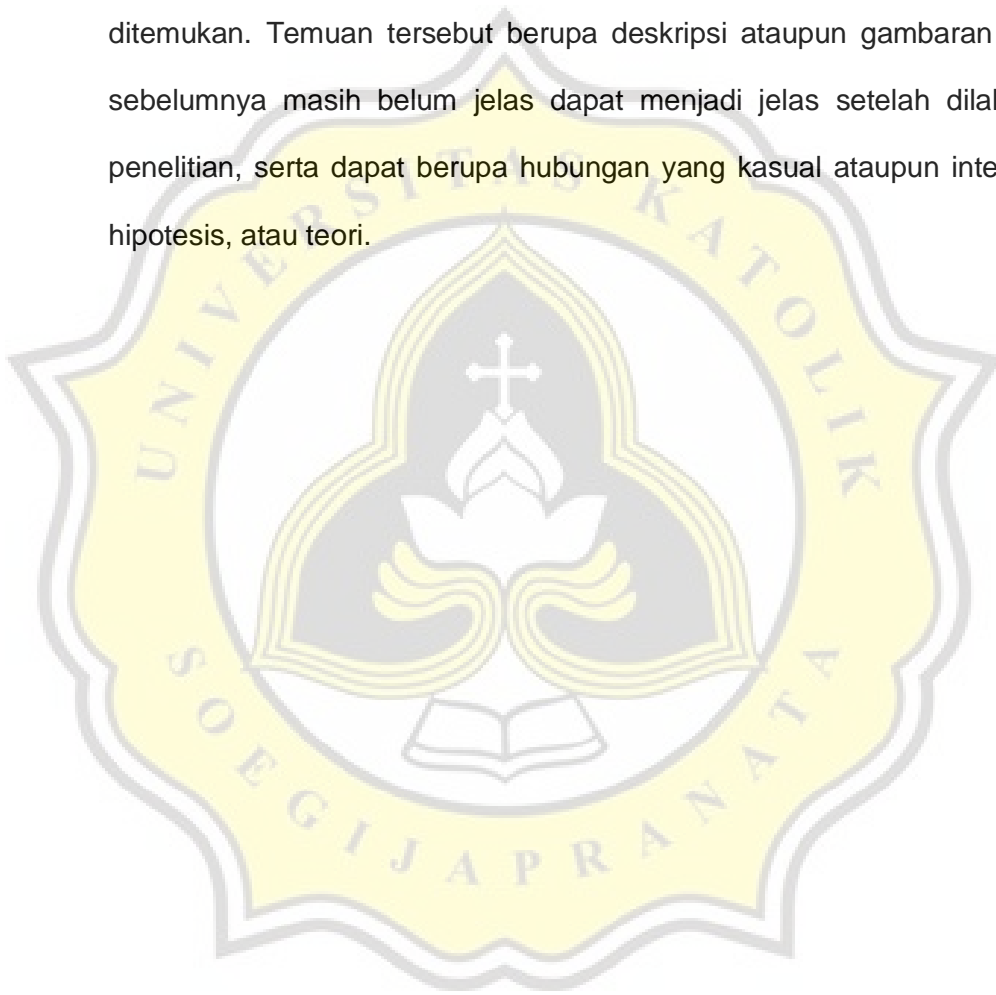 ditemukan. Temuan tersebut berupa deskripsi ataupun gambaran
sebelumnya masih belum jelas dapat menjadi jelas setelah dilal
penelitian, serta dapat berupa hubungan yang kasual ataupun inte
hipotesis, atau teori.
UNIVERSITAS KATOLIK
SOEGIJAPRANATA